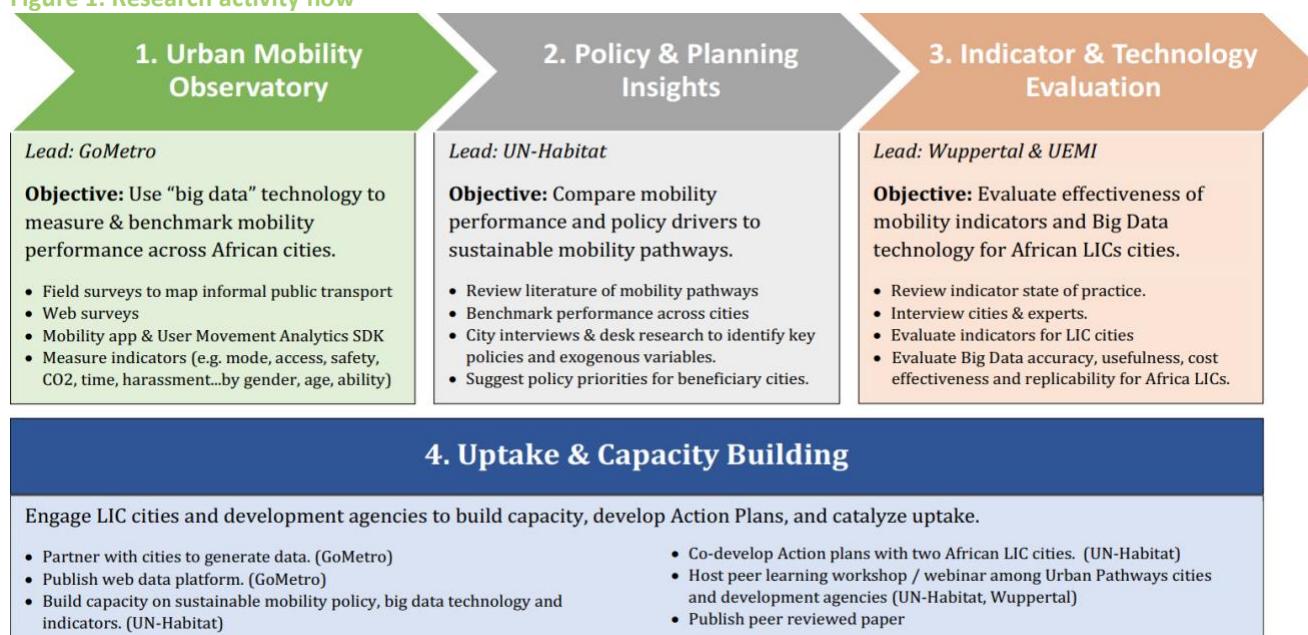 Figure 1: Research activity flow
1. Urban Mobility
Observatory
2. Policy & Planning
Insights
3. Indicator & Technology
Evaluation
Lead: GoMetro
Objective: Use “big data” technology to
measure & benchmark mobility
performance across African cities.
• Field surveys to map informal public transport
• Web surveys
• Mobility app & User Movement Analytics SDK
• Measure indicators (e.g. mode, access, safety,
CO2, time, harassment...by gender, age, ability)
Lead: UN-Habitat
Objective: Compare mobility
performance and policy drivers to
sustainable mobility pathways.
• Review literature of mobility pathways
• Benchmark performance across cities
• City interviews & desk research to identify key
policies and exogenous variables.
• Suggest policy priorities for beneficiary cities.
Lead: Wuppertal & UEMI
Objective: Evaluate effectiveness of
mobility indicators and Big Data
technology for African LICs cities.
• Review indicator state of practice.
• Interview cities & experts.
• Evaluate indicators for LIC cities
• Evaluate Big Data accuracy, usefulness, cost
effectiveness and replicability for Africa LICs.
4. Uptake & Capacity Building
Engage LIC cities and development agencies to build capacity, develop Action Plans, and catalyze uptake.
• Partner with cities to generate data. (GoMetro)
• Publish web data platform. (GoMetro)
• Build capacity on sustainable mobility policy, big data technology and
indicators. (UN-Habitat)
• Co-develop Action plans with two African LIC cities. (UN-Habitat)
• Host peer learning workshop / webinar among Urban Pathways cities
and development agencies (UN-Habitat, Wuppertal)
• Publish peer reviewed paper